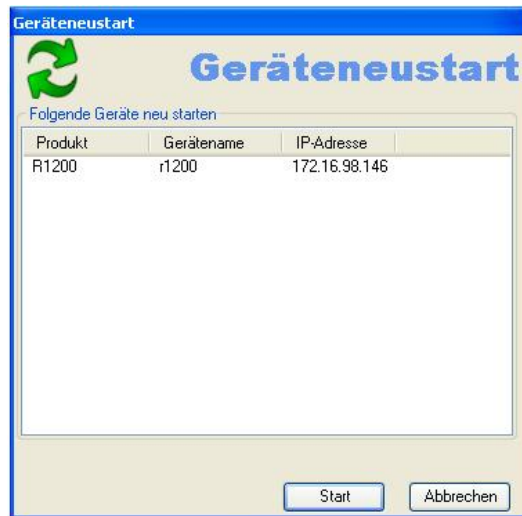 Geräteneustart
Geräteneustart
Folgende Geräte neu starten
Produkt Gerätename IP-Adresse
R1200 r1200 172.16.98.146
Start Abbrechen